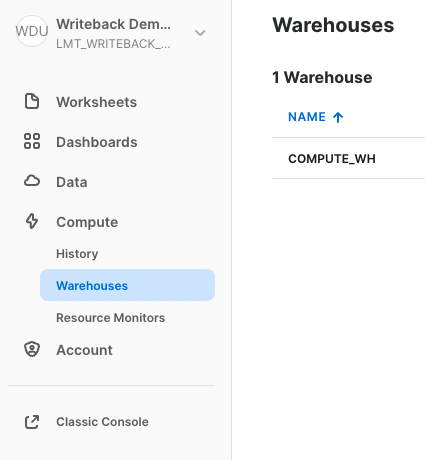 WDU
Writeback Dem...
LMT_WRITEBACK_...
Worksheets
Dashboards
Data
Compute
History
Warehouses
Resource Monitors
Account
Classic Console
Warehouses
1 Warehouse
NAME ↑
COMPUTE_WH